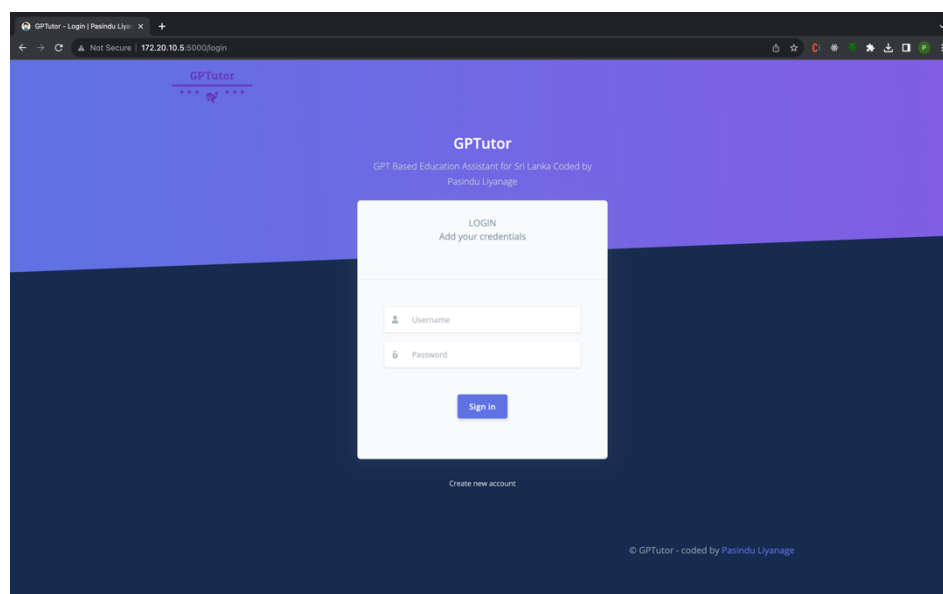 GPTutor - Login | Pasindu Liyan
Not Secure | 172.20.10.5:5000/login
P
GPTutor
GPTutor
GPT Based Education Assistant for Sri Lanka Coded by
Pasindu Liyanage
LOGIN
Add your credentials
Username
Password
Sign in
Create new account
© GPTutor - coded by Pasindu Liyanage